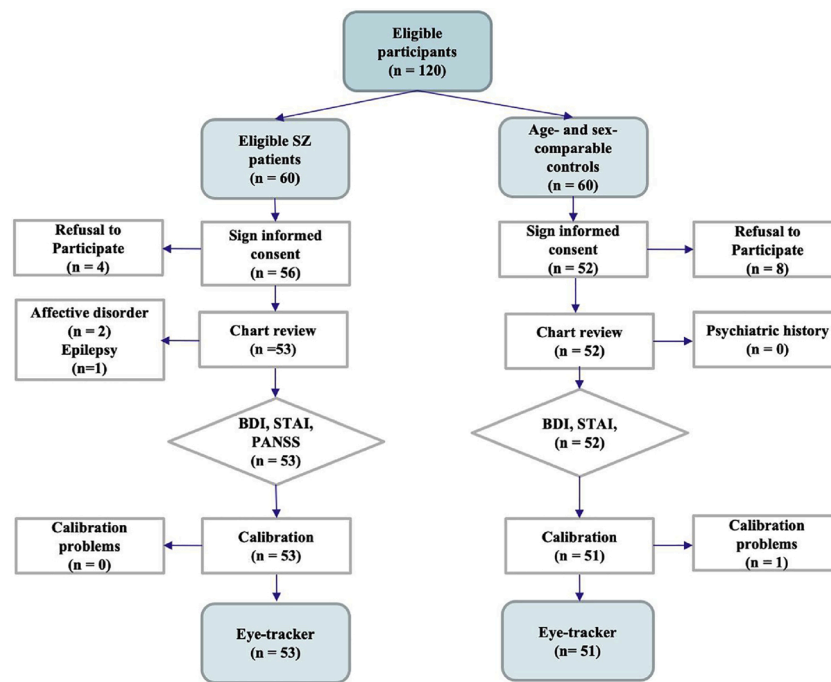 Eligible
participants
(n = 120)
Eligible SZ
patients
(n = 60)
Age- and sex-
comparable
controls
(n = 60)
Refusal to
Participate
(n = 4)
Sign informed
consent
(n = 56)
Sign informed
consent
(n = 52)
Refusal to
Participate
(n = 8)
Affective disorder
(n = 2)
Epilepsy
(n=1)
Chart review
(n =53)
Chart review
(n = 52)
Psychiatric history
(n = 0)
BDI, STAI,
PANSS
(n = 53)
BDI, STAI,
(n = 52)
Calibration
problems
(n = 0)
Calibration
(n = 53)
Calibration
(n = 51)
Calibration
problems
(n = 1)
Eye-tracker
(n = 53)
Eye-tracker
(n= 51)